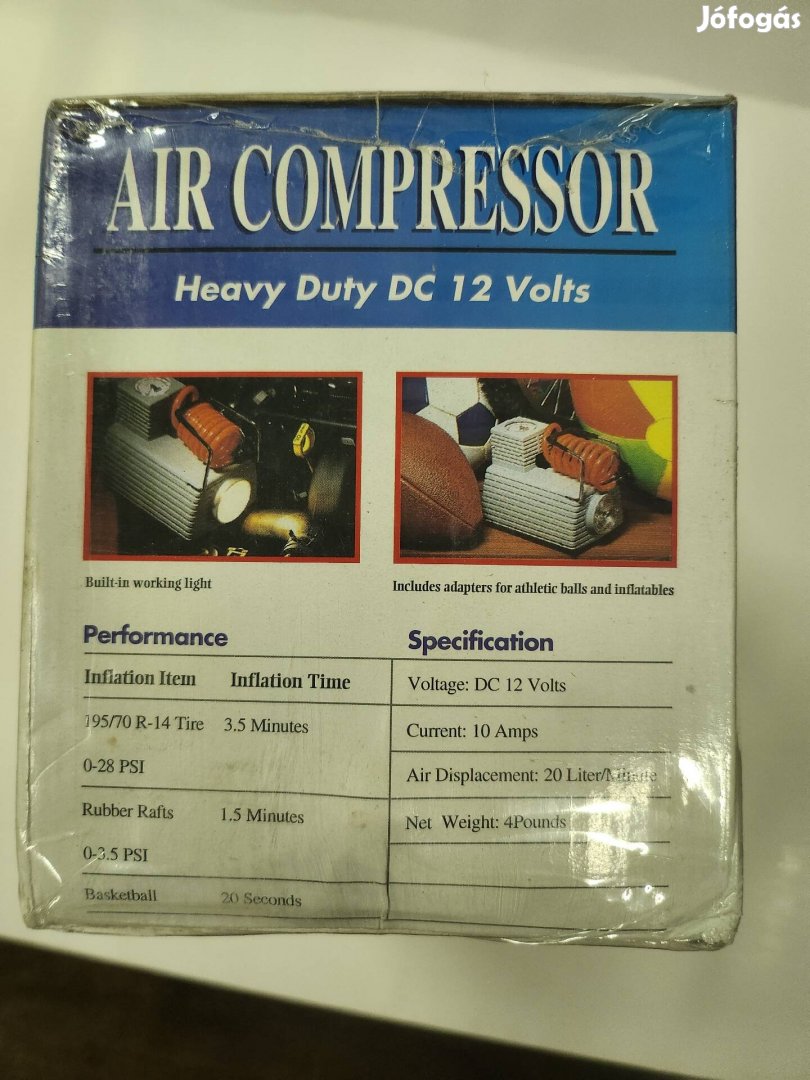 Jófogás
AIR COMPRESSOR
Heavy Duty DC 12 Volts
Built-in working light
Includes adapters for athletic balls and inflatables
Performance
Inflation Item Inflation Time
195/70 R-14 Tire 3.5 Minutes
0-28 PSI
Rubber Rafts 1.5 Minutes
0-3.5 PSI
Basketball 20 Seconds
Specification
Voltage: DC 12 Volts
Current: 10 Amps
Air Displacement: 20 Liter/Minute
Net Weight: 4Pounds